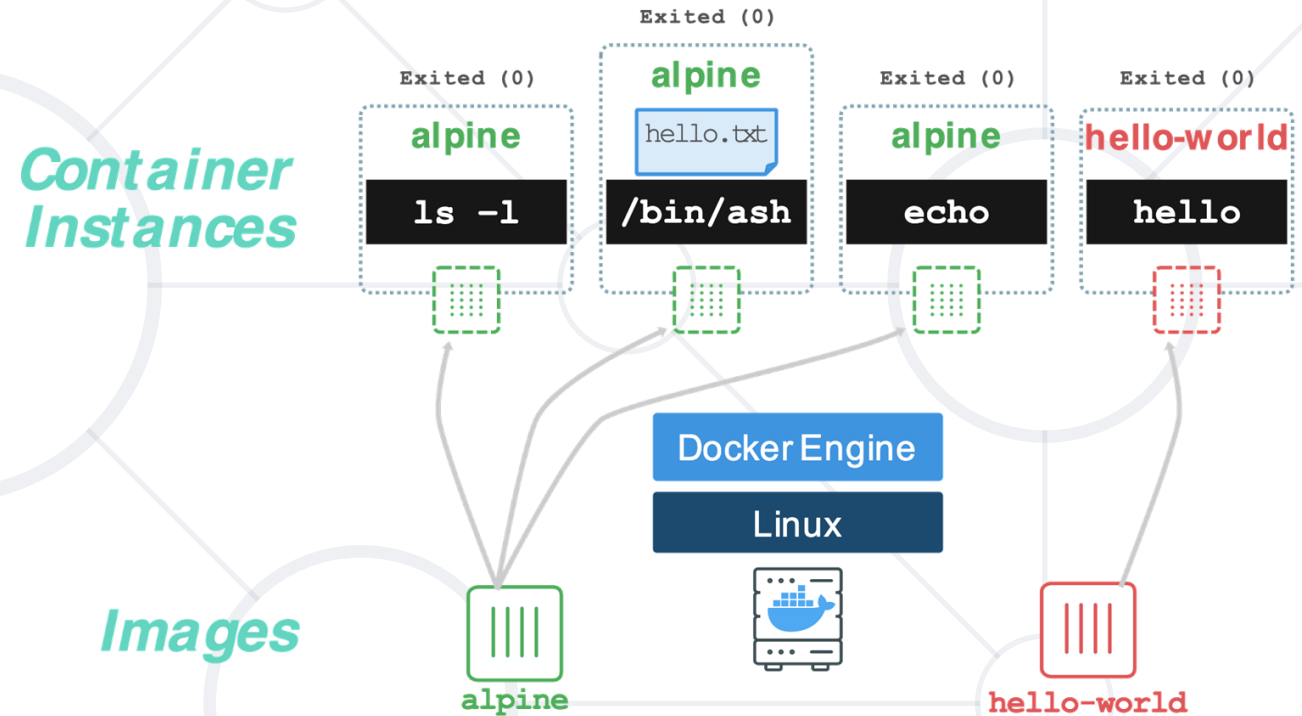 Exited (0)
Exited (0)
alpine
Exited (0)
Exited (0)
alpine
hello.txt
alpine
hello-world
Container
Instances
ls -l
/bin/ash
echo
hello
Docker Engine
Linux
Images
alpine
hello-world